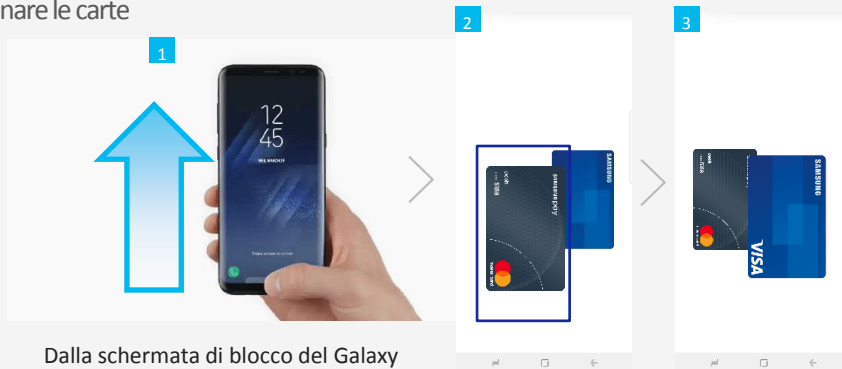 nare le carte
1
2
3
12
45
SAMSUNG
samsung pay
SAMSUNG
VISA
Dalla schermata di blocco del Galaxy